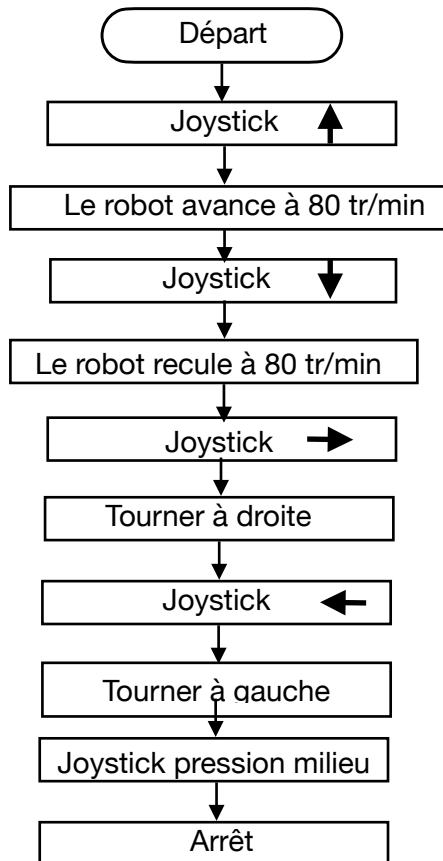 Départ
Joystick
Le robot avance à 80 tr/min
Joystick
Le robot recule à 80 tr/min
Joystick
Tourner à droite
Joystick
Tourner à gauche
Joystick pression milieu
Arrêt